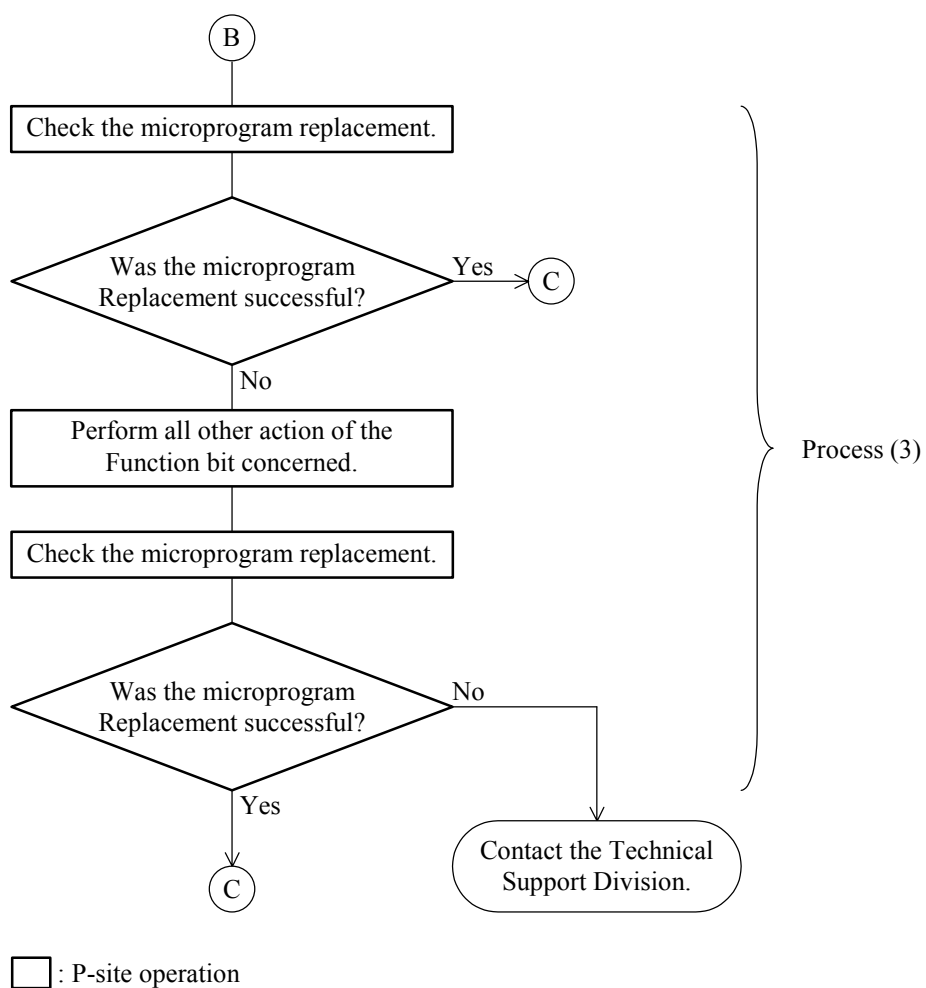 B
Check the microprogram replacement.
Was the microprogram
Replacement successful?
Yes
C
No
Perform all other action of the
Function bit concerned.
Process (3)
Check the microprogram replacement.
Was the microprogram
Replacement successful?
No
Yes
C
Contact the Technical
Support Division.
: P-site operation